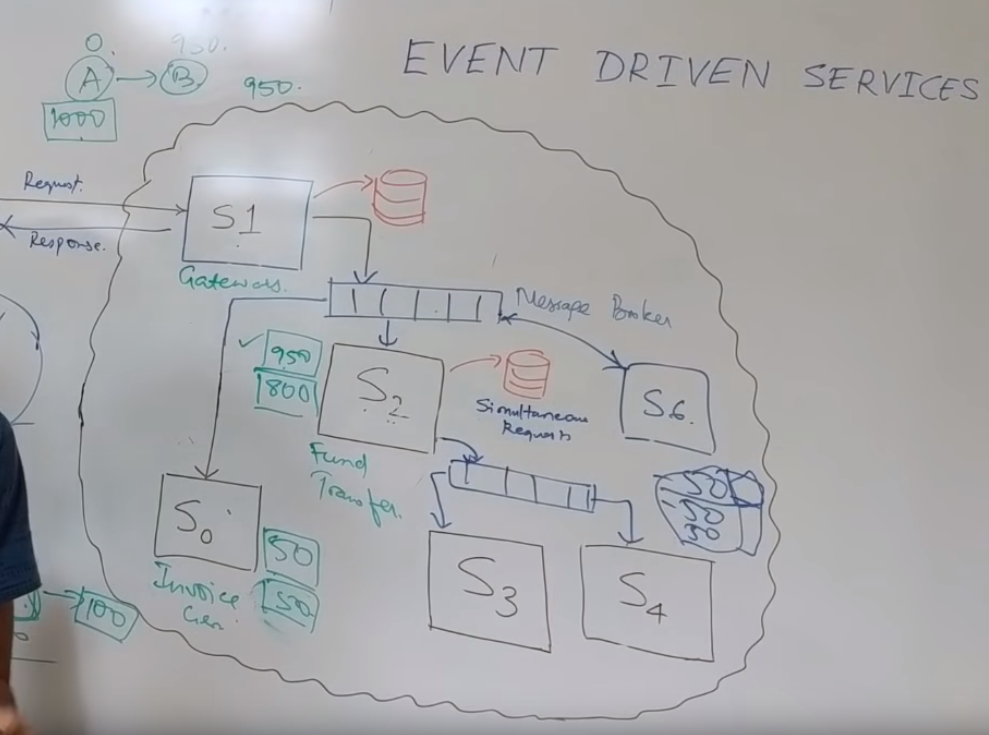 EVENT DRIVEN SERVICES
0.
950.
A
B
950.
1000
Request.
Response.
S1
Gateway.
Message Broker
950
800
S2
Fund
Transfer.
Simultaneous
Requests
S6.
S0
Invoice
Gen.
50
50
S3
S4
50
50
50
100